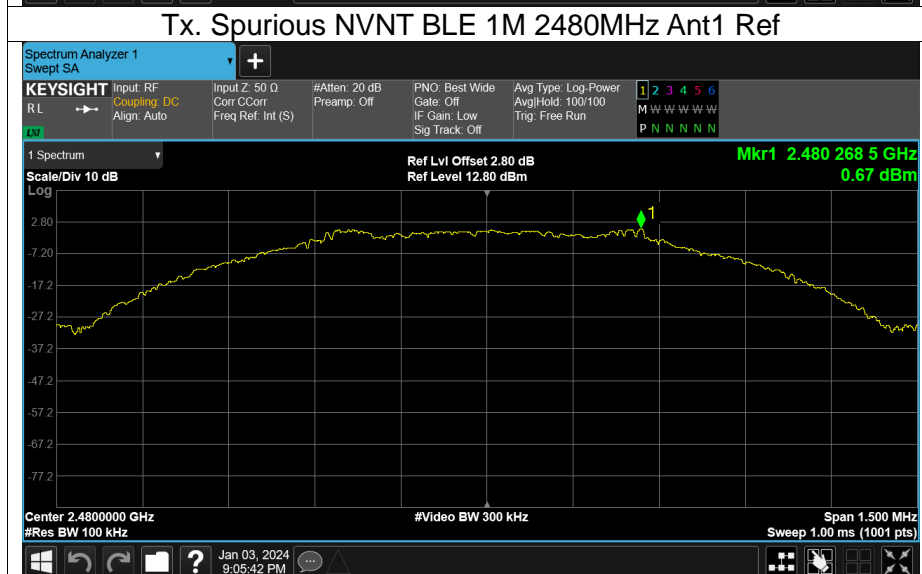 Tx. Spurious NVNT BLE 1M 2480MHz Ant1 Ref
Spectrum Analyzer 1
Swept SA
+
KEYSIGHT
RL
LXI
Input: RF
Coupling: DC
Align: Auto
Input Z: 50 Ω
Corr CCorr
Freq Ref: Int (S)
#Atten: 20 dB
Preamp: Off
PNO: Best Wide
Gate: Off
IF Gain: Low
Sig Track: Off
Avg Type: Log-Power
Avg|Hold: 100/100
Trig: Free Run
1 2 3 4 5 6
M W W W W W
P N N N N N
1 Spectrum
Scale/Div 10 dB
Ref Lvl Offset 2.80 dB
Ref Level 12.80 dBm
Mkr1 2.480 268 5 GHz
0.67 dBm
Log
1
2.80
-7.20
-17.2
-27.2
-37.2
-47.2
-57.2
-67.2
-77.2
Center 2.4800000 GHz
#Video BW 300 kHz
Span 1.500 MHz
#Res BW 100 kHz
Sweep 1.00 ms (1001 pts)
?
Jan 03, 2024
9:05:42 PM